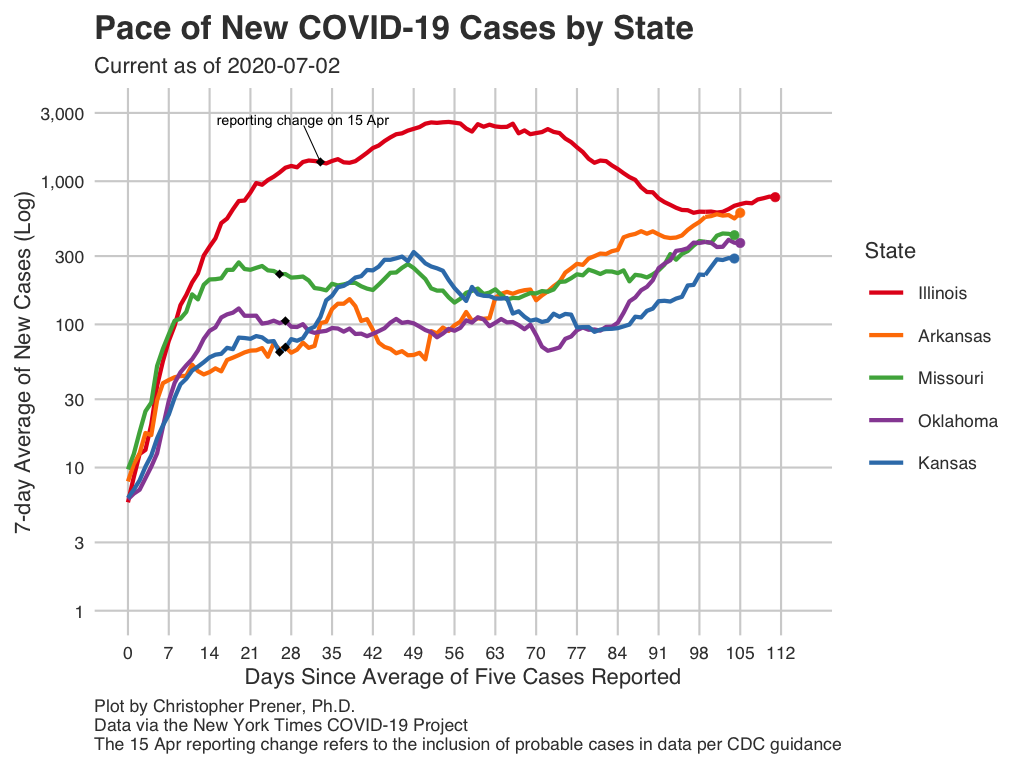 Pace of New COVID-19 Cases by State
Current as of 2020-07-02
7-day Average of New Cases (Log)
3,000
1,000
300
100
30
10
3
1
reporting change on 15 Apr
0 7 14 21 28 35 42 49 56 63 70 77 84 91 98 105 112
Days Since Average of Five Cases Reported
State
Illinois
Arkansas
Missouri
Oklahoma
Kansas
Plot by Christopher Prener, Ph.D.
Data via the New York Times COVID-19 Project
The 15 Apr reporting change refers to the inclusion of probable cases in data per CDC guidance